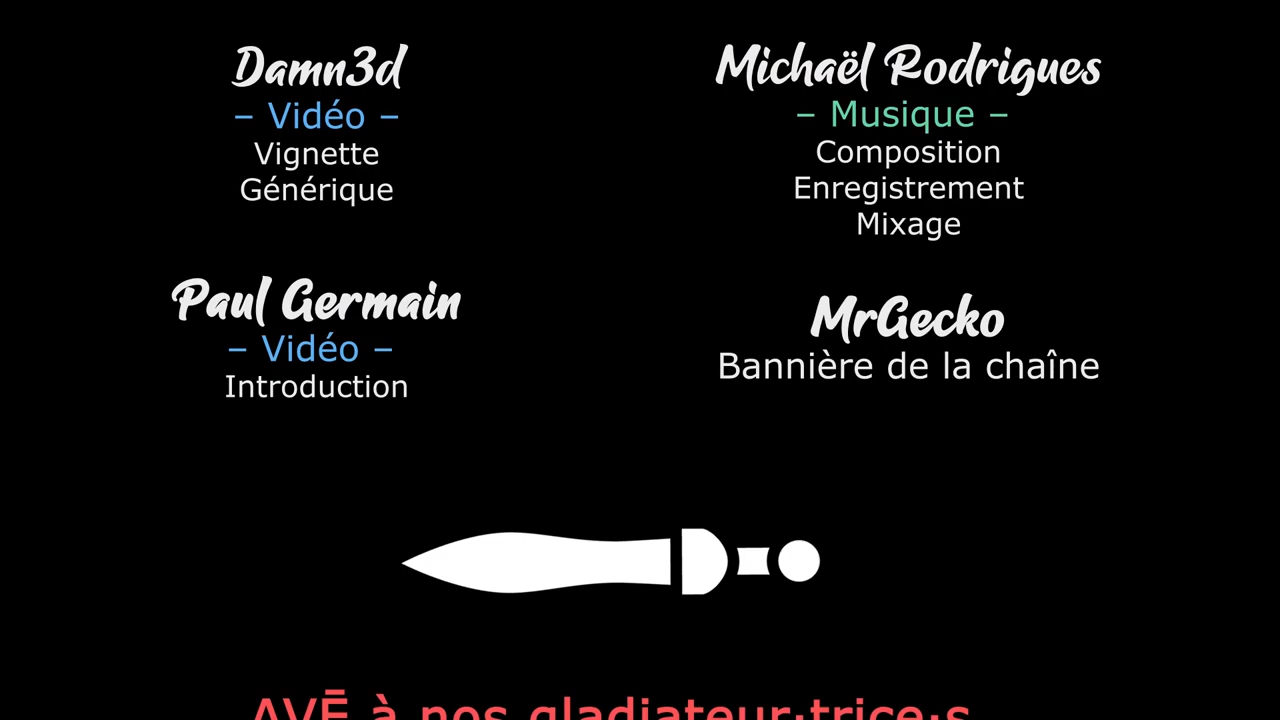 Damn3d
– Vidéo –
Vignette
Générique
Michaël Rodrigues
– Musique –
Composition
Enregistrement
Mixage
Paul Germain
– Vidéo –
Introduction
MrGecko
Bannière de la chaîne
AVĒ à nos gladiateur·trice·s